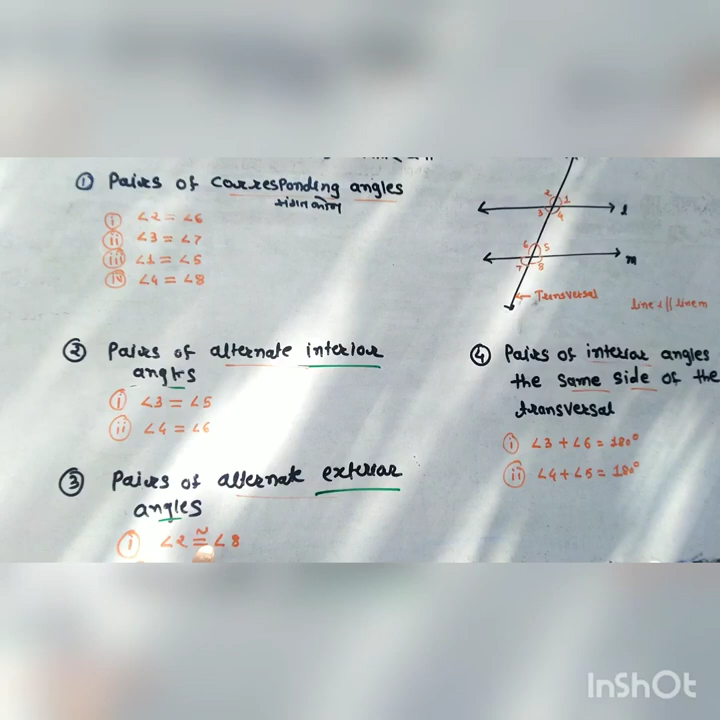 ① Pairs of corresponding angles
संगत कोण
ⅰ ∠2 = ∠6
ⅱ ∠3 = ∠7
ⅲ ∠1 = ∠5
ⅳ ∠4 = ∠8
2 1
3 4
l
6 5
7 8
m
← Transversal
line l || line m
② Pairs of alternate interior
angles
ⅰ ∠3 = ∠5
ⅱ ∠4 = ∠6
③ Pairs of alternate exterior
angles
ⅰ ∠2 ≅ ∠8
④ Pairs of interior angles
the same side of the
transversal
ⅰ ∠3 + ∠6 = 180°
ⅱ ∠4 + ∠5 = 180°
InShOt